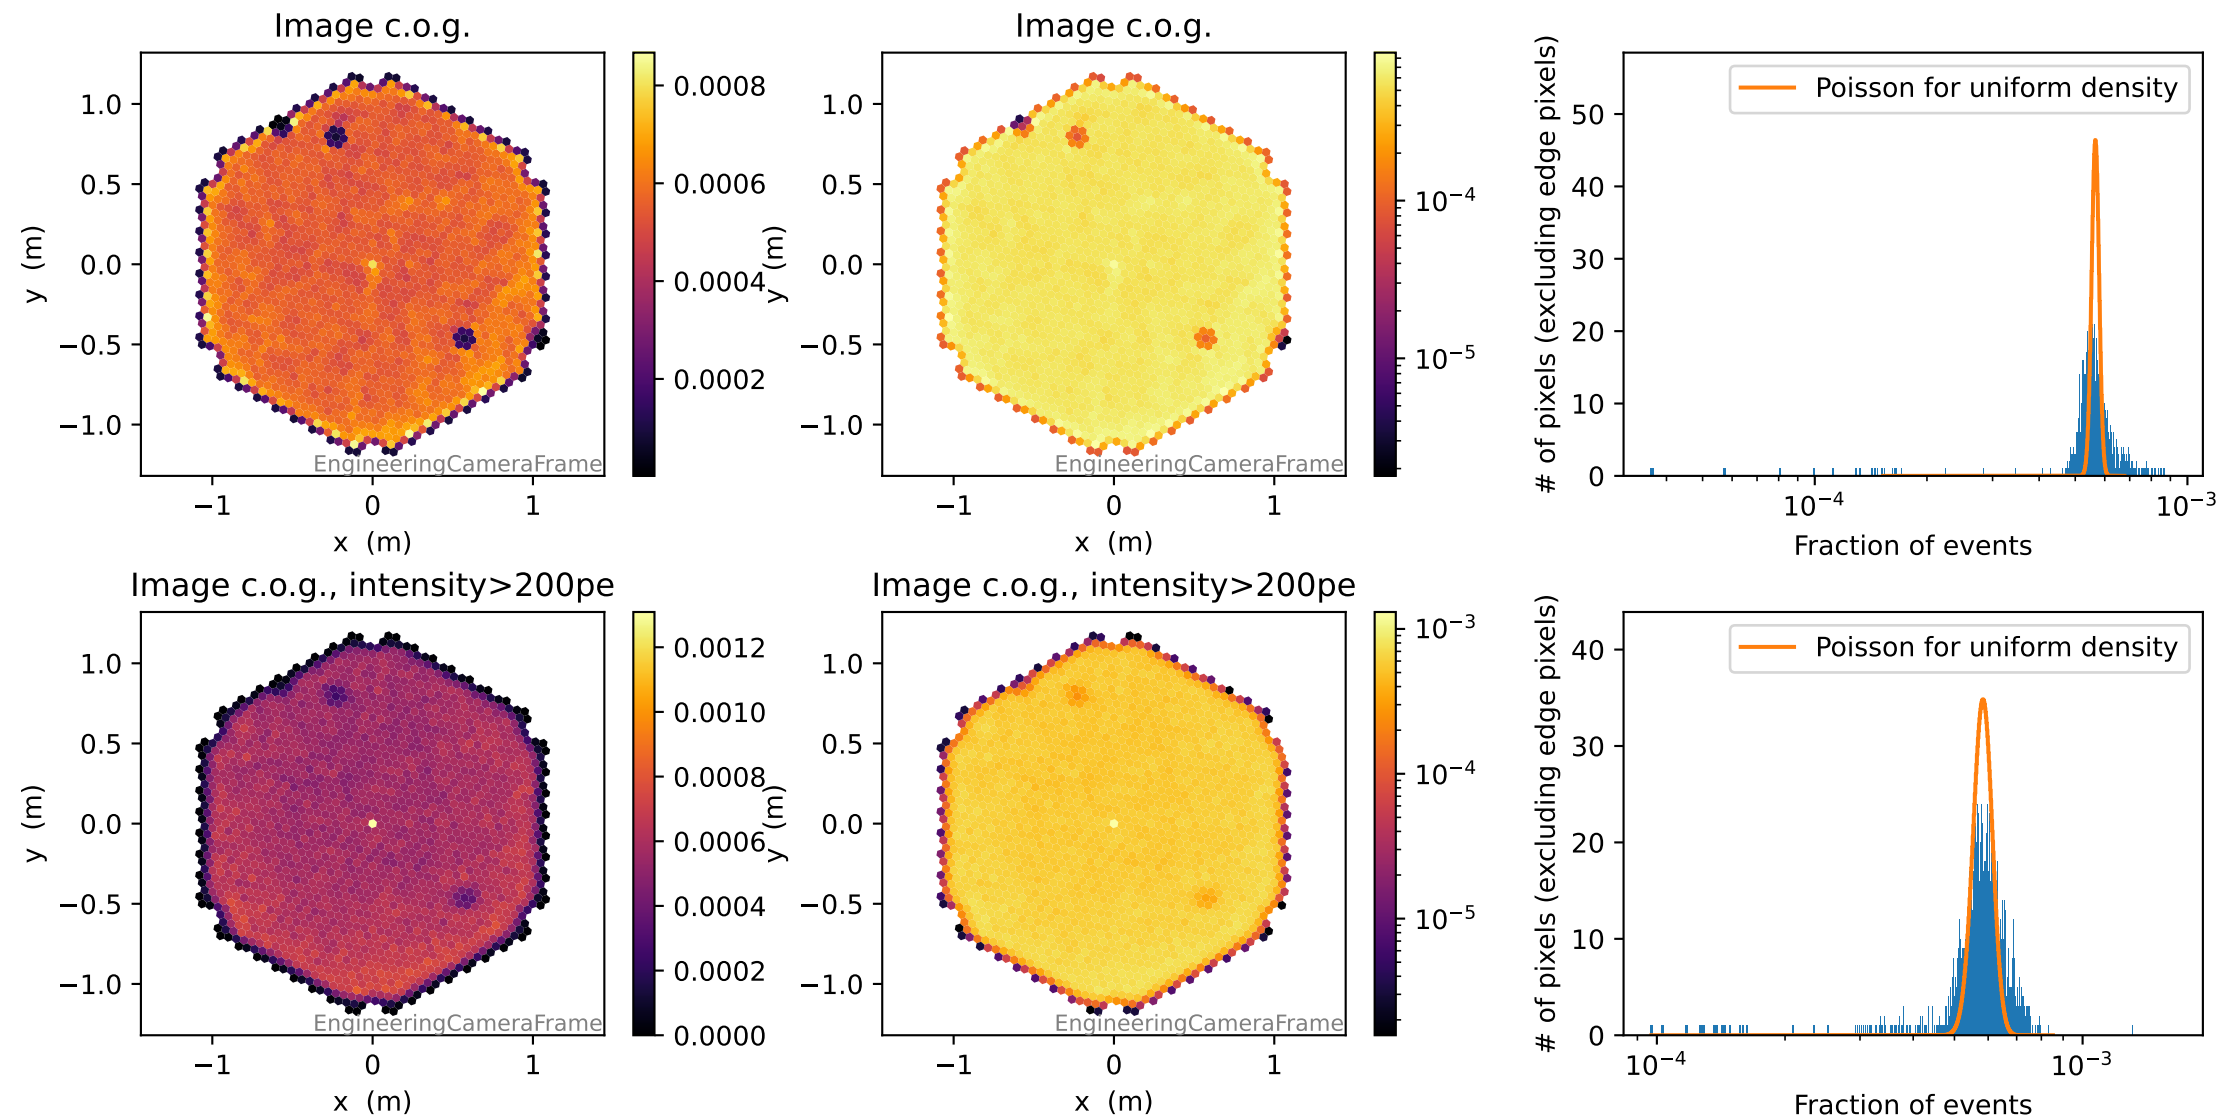 Image c.o.g.
1.0
0.5
0.0
−0.5
−1.0
y (m)
−1
0
1
x (m)
EngineeringCameraFrame
0.0008
0.0006
0.0004
0.0002
Image c.o.g.
1.0
0.5
0.0
−0.5
−1.0
y (m)
−1
0
1
x (m)
EngineeringCameraFrame
10⁻⁴
10⁻⁵
Poisson for uniform density
# of pixels (excluding edge pixels)
50
40
30
20
10
0
10⁻⁴
10⁻³
Fraction of events
Image c.o.g., intensity>200pe
1.0
0.5
0.0
−0.5
−1.0
y (m)
−1
0
1
x (m)
EngineeringCameraFrame
0.0012
0.0010
0.0008
0.0006
0.0004
0.0002
0.0000
Image c.o.g., intensity>200pe
1.0
0.5
0.0
−0.5
−1.0
y (m)
−1
0
1
x (m)
EngineeringCameraFrame
10⁻³
10⁻⁴
10⁻⁵
Poisson for uniform density
# of pixels (excluding edge pixels)
40
30
20
10
0
10⁻⁴
10⁻³
Fraction of events